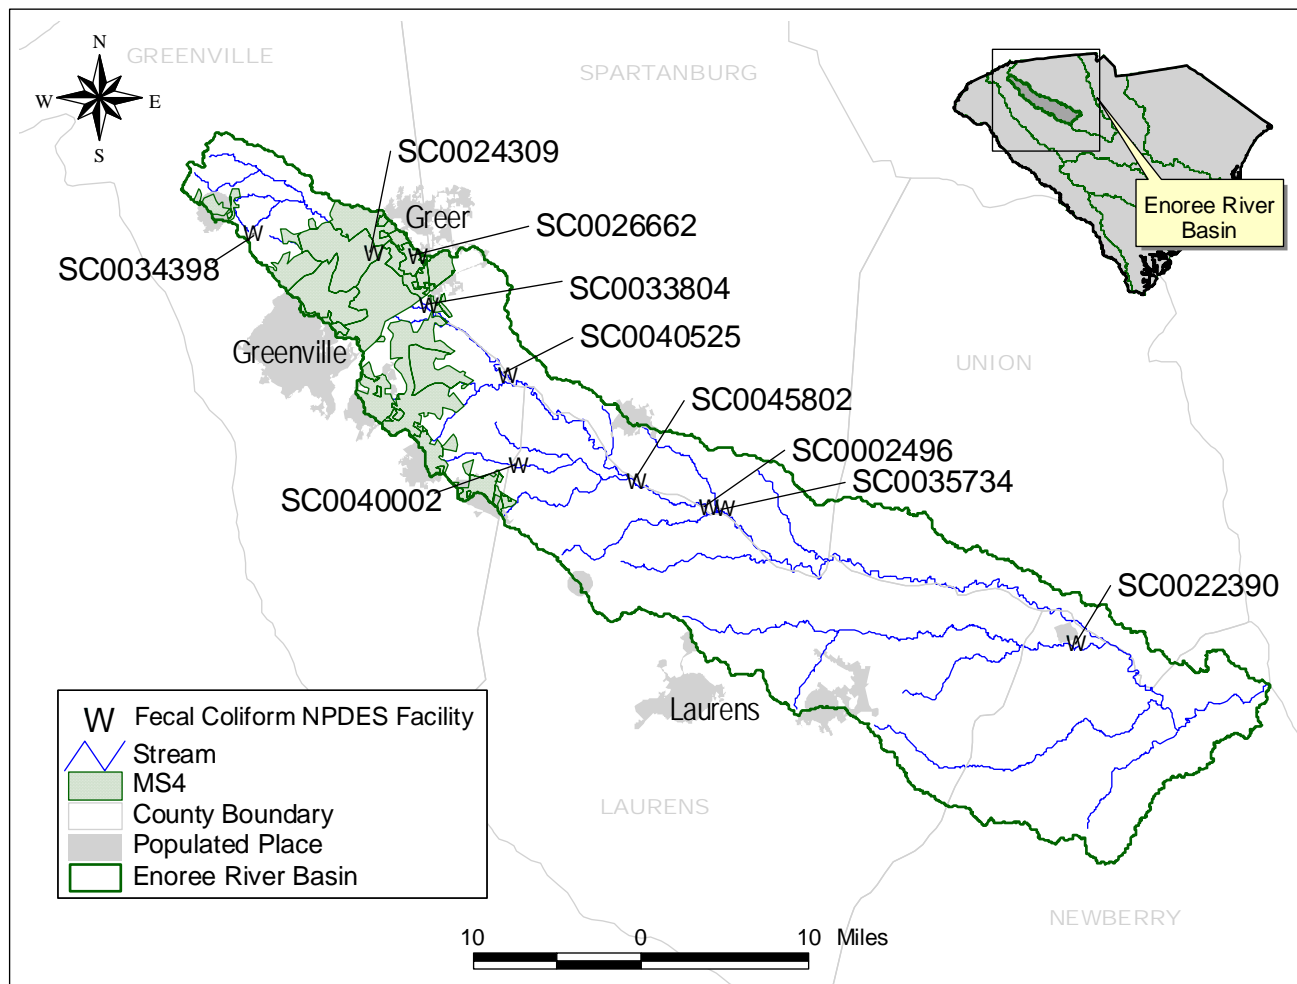 N
W
E
S
GREENVILLE
SPARTANBURG
SC0024309
Greer
SC0026662
SC0034398
SC0033804
Greenville
SC0040525
UNION
SC0045802
SC0002496
SC0035734
SC0040002
SC0022390
Laurens
LAURENS
NEWBERRY
Enoree River
Basin
W
W
W
W
W
W
W
W
W
W
W Fecal Coliform NPDES Facility
Stream
MS4
County Boundary
Populated Place
Enoree River Basin
10 0 10 Miles